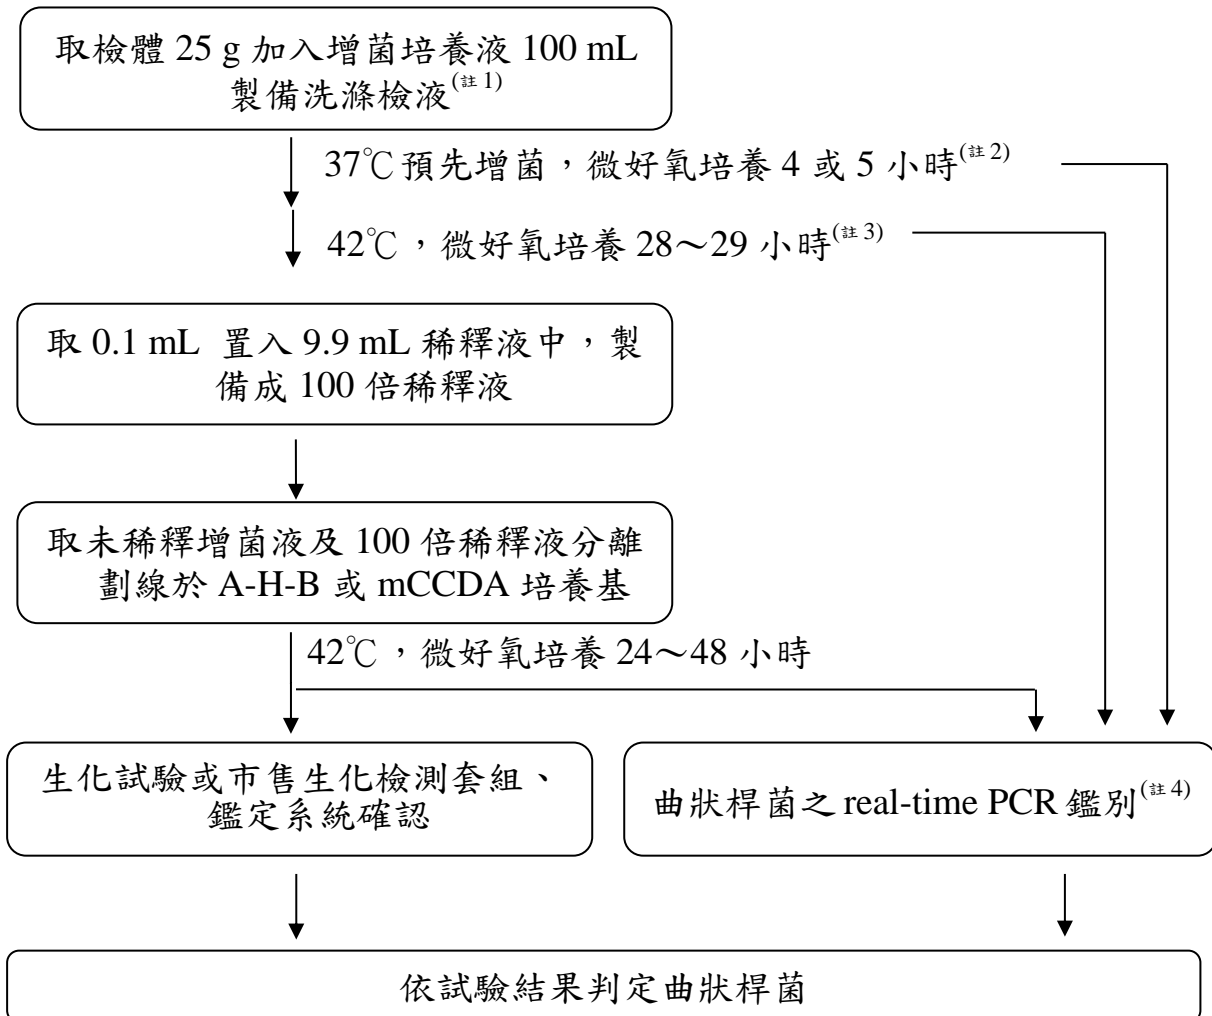 取檢體 25 g 加入增菌培養液 100 mL
製備洗滌檢液(註 1)
37℃預先增菌，微好氧培養 4 或 5 小時(註 2)
42℃，微好氧培養 28～29 小時(註 3)
取 0.1 mL 置入 9.9 mL 稀釋液中，製
備成 100 倍稀釋液
取未稀釋增菌液及 100 倍稀釋液分離
劃線於 A-H-B 或 mCCDA 培養基
42℃，微好氧培養 24～48 小時
生化試驗或市售生化檢測套組、
鑑定系統確認
曲狀桿菌之 real-time PCR 鑑別(註 4)
依試驗結果判定曲狀桿菌